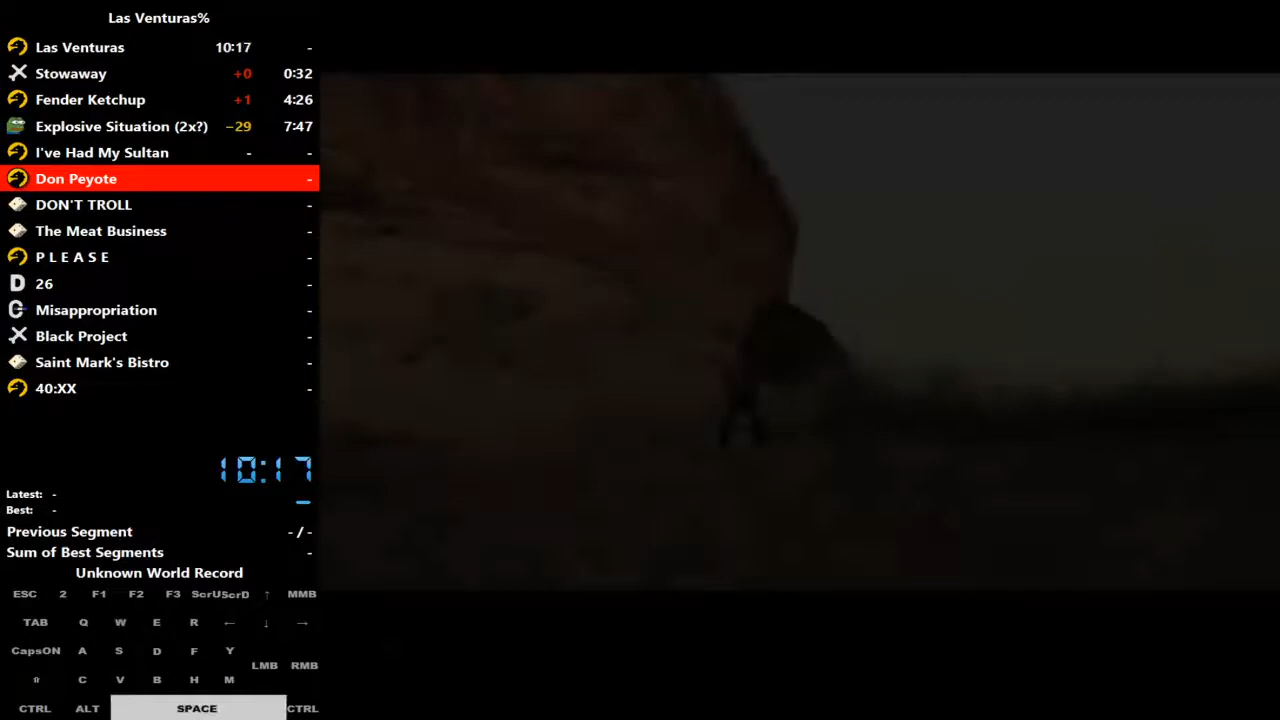 Las Venturas%
Las Venturas 10:17 -
Stowaway +0 0:32
Fender Ketchup +1 4:26
Explosive Situation (2x?) −29 7:47
I've Had My Sultan - -
Don Peyote -
DON'T TROLL -
The Meat Business -
P L E A S E -
D 26 -
Misappropriation -
Black Project -
Saint Mark's Bistro -
40:XX -
10:17
Latest: - –
Best: -
Previous Segment - / -
Sum of Best Segments -
Unknown World Record
ESC 2 F1 F2 F3 ScrU ScrD ↑ MMB
TAB Q W E R ← ↓ →
CapsON A S D F Y
LMB RMB
⇧ C V B H M
CTRL ALT SPACE CTRL